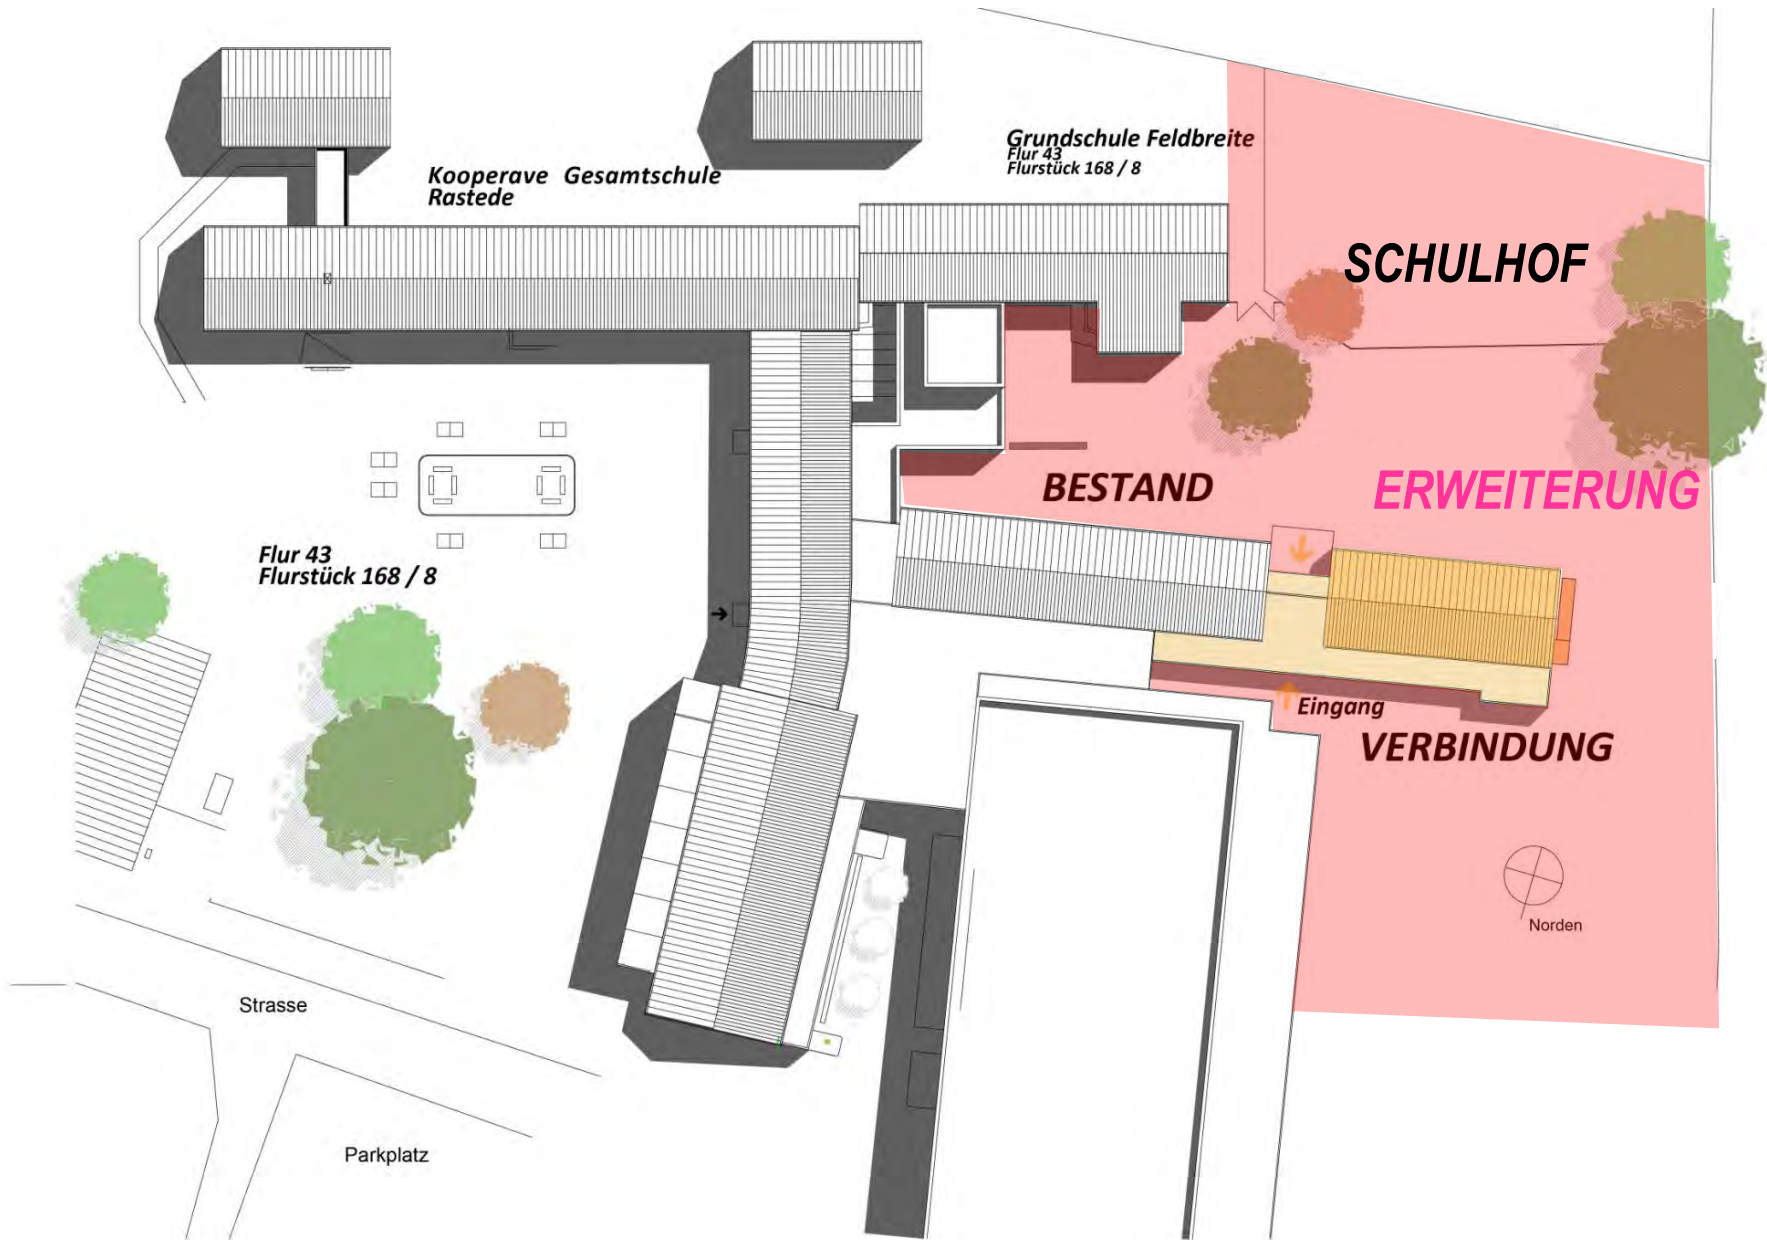 Grundschule Feldbreite
Flur 43
Flurstück 168 / 8
Kooperave Gesamtschule
Rastede
SCHULHOF
BESTAND
ERWEITERUNG
Flur 43
Flurstück 168 / 8
Eingang
VERBINDUNG
Norden
Strasse
Parkplatz